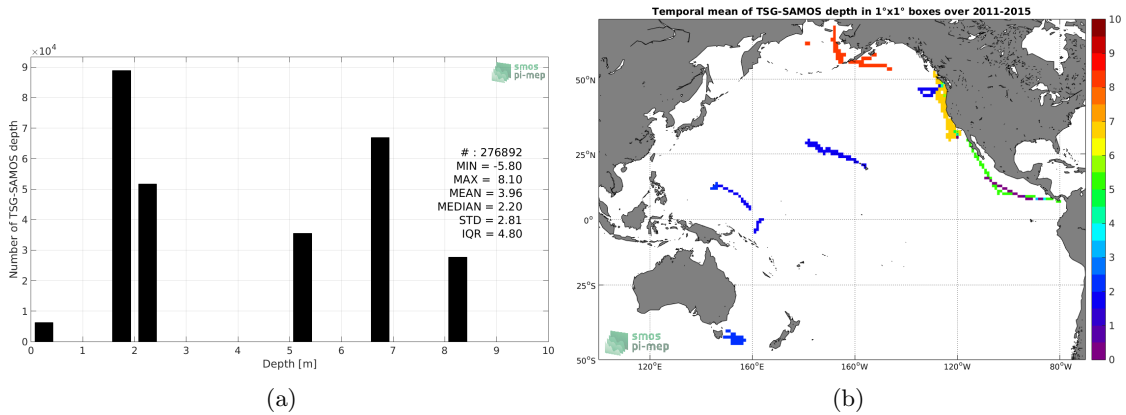 ×10⁴
9
8
7
6
5
4
3
2
1
0
Number of TSG-SAMOS depth
smos
pi-mep
# : 276892
MIN = -5.80
MAX = 8.10
MEAN = 3.96
MEDIAN = 2.20
STD = 2.81
IQR = 4.80
0 1 2 3 4 5 6 7 8 9 10
Depth [m]
(a)
Temporal mean of TSG-SAMOS depth in 1°x1° boxes over 2011-2015
50°N
25°N
0°
25°S
50°S
smos
pi-mep
120°E 160°E 160°W 120°W 80°W
10
9
8
7
6
5
4
3
2
1
0
(b)